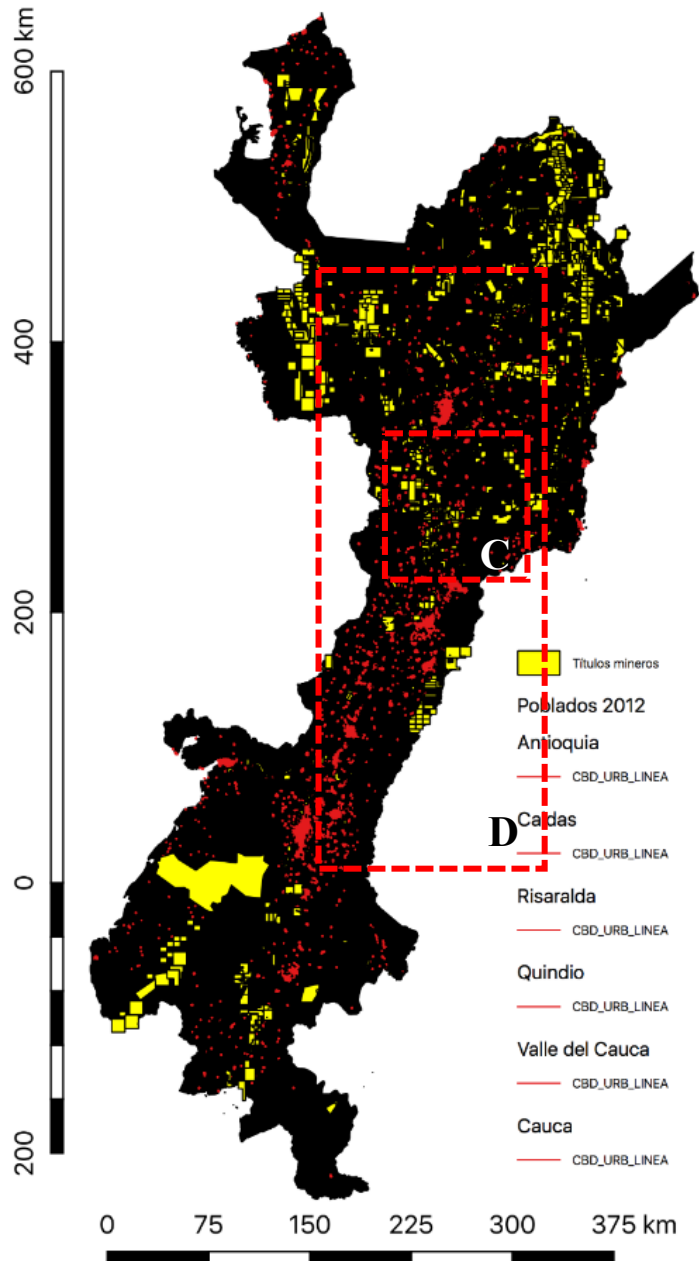 600 km
400
200
0
200
C
D
Títulos mineros
Poblados 2012
Antioquia
CBD_URB_LINEA
Caldas
CBD_URB_LINEA
Risaralda
CBD_URB_LINEA
Quindio
CBD_URB_LINEA
Valle del Cauca
CBD_URB_LINEA
Cauca
CBD_URB_LINEA
0 75 150 225 300 375 km